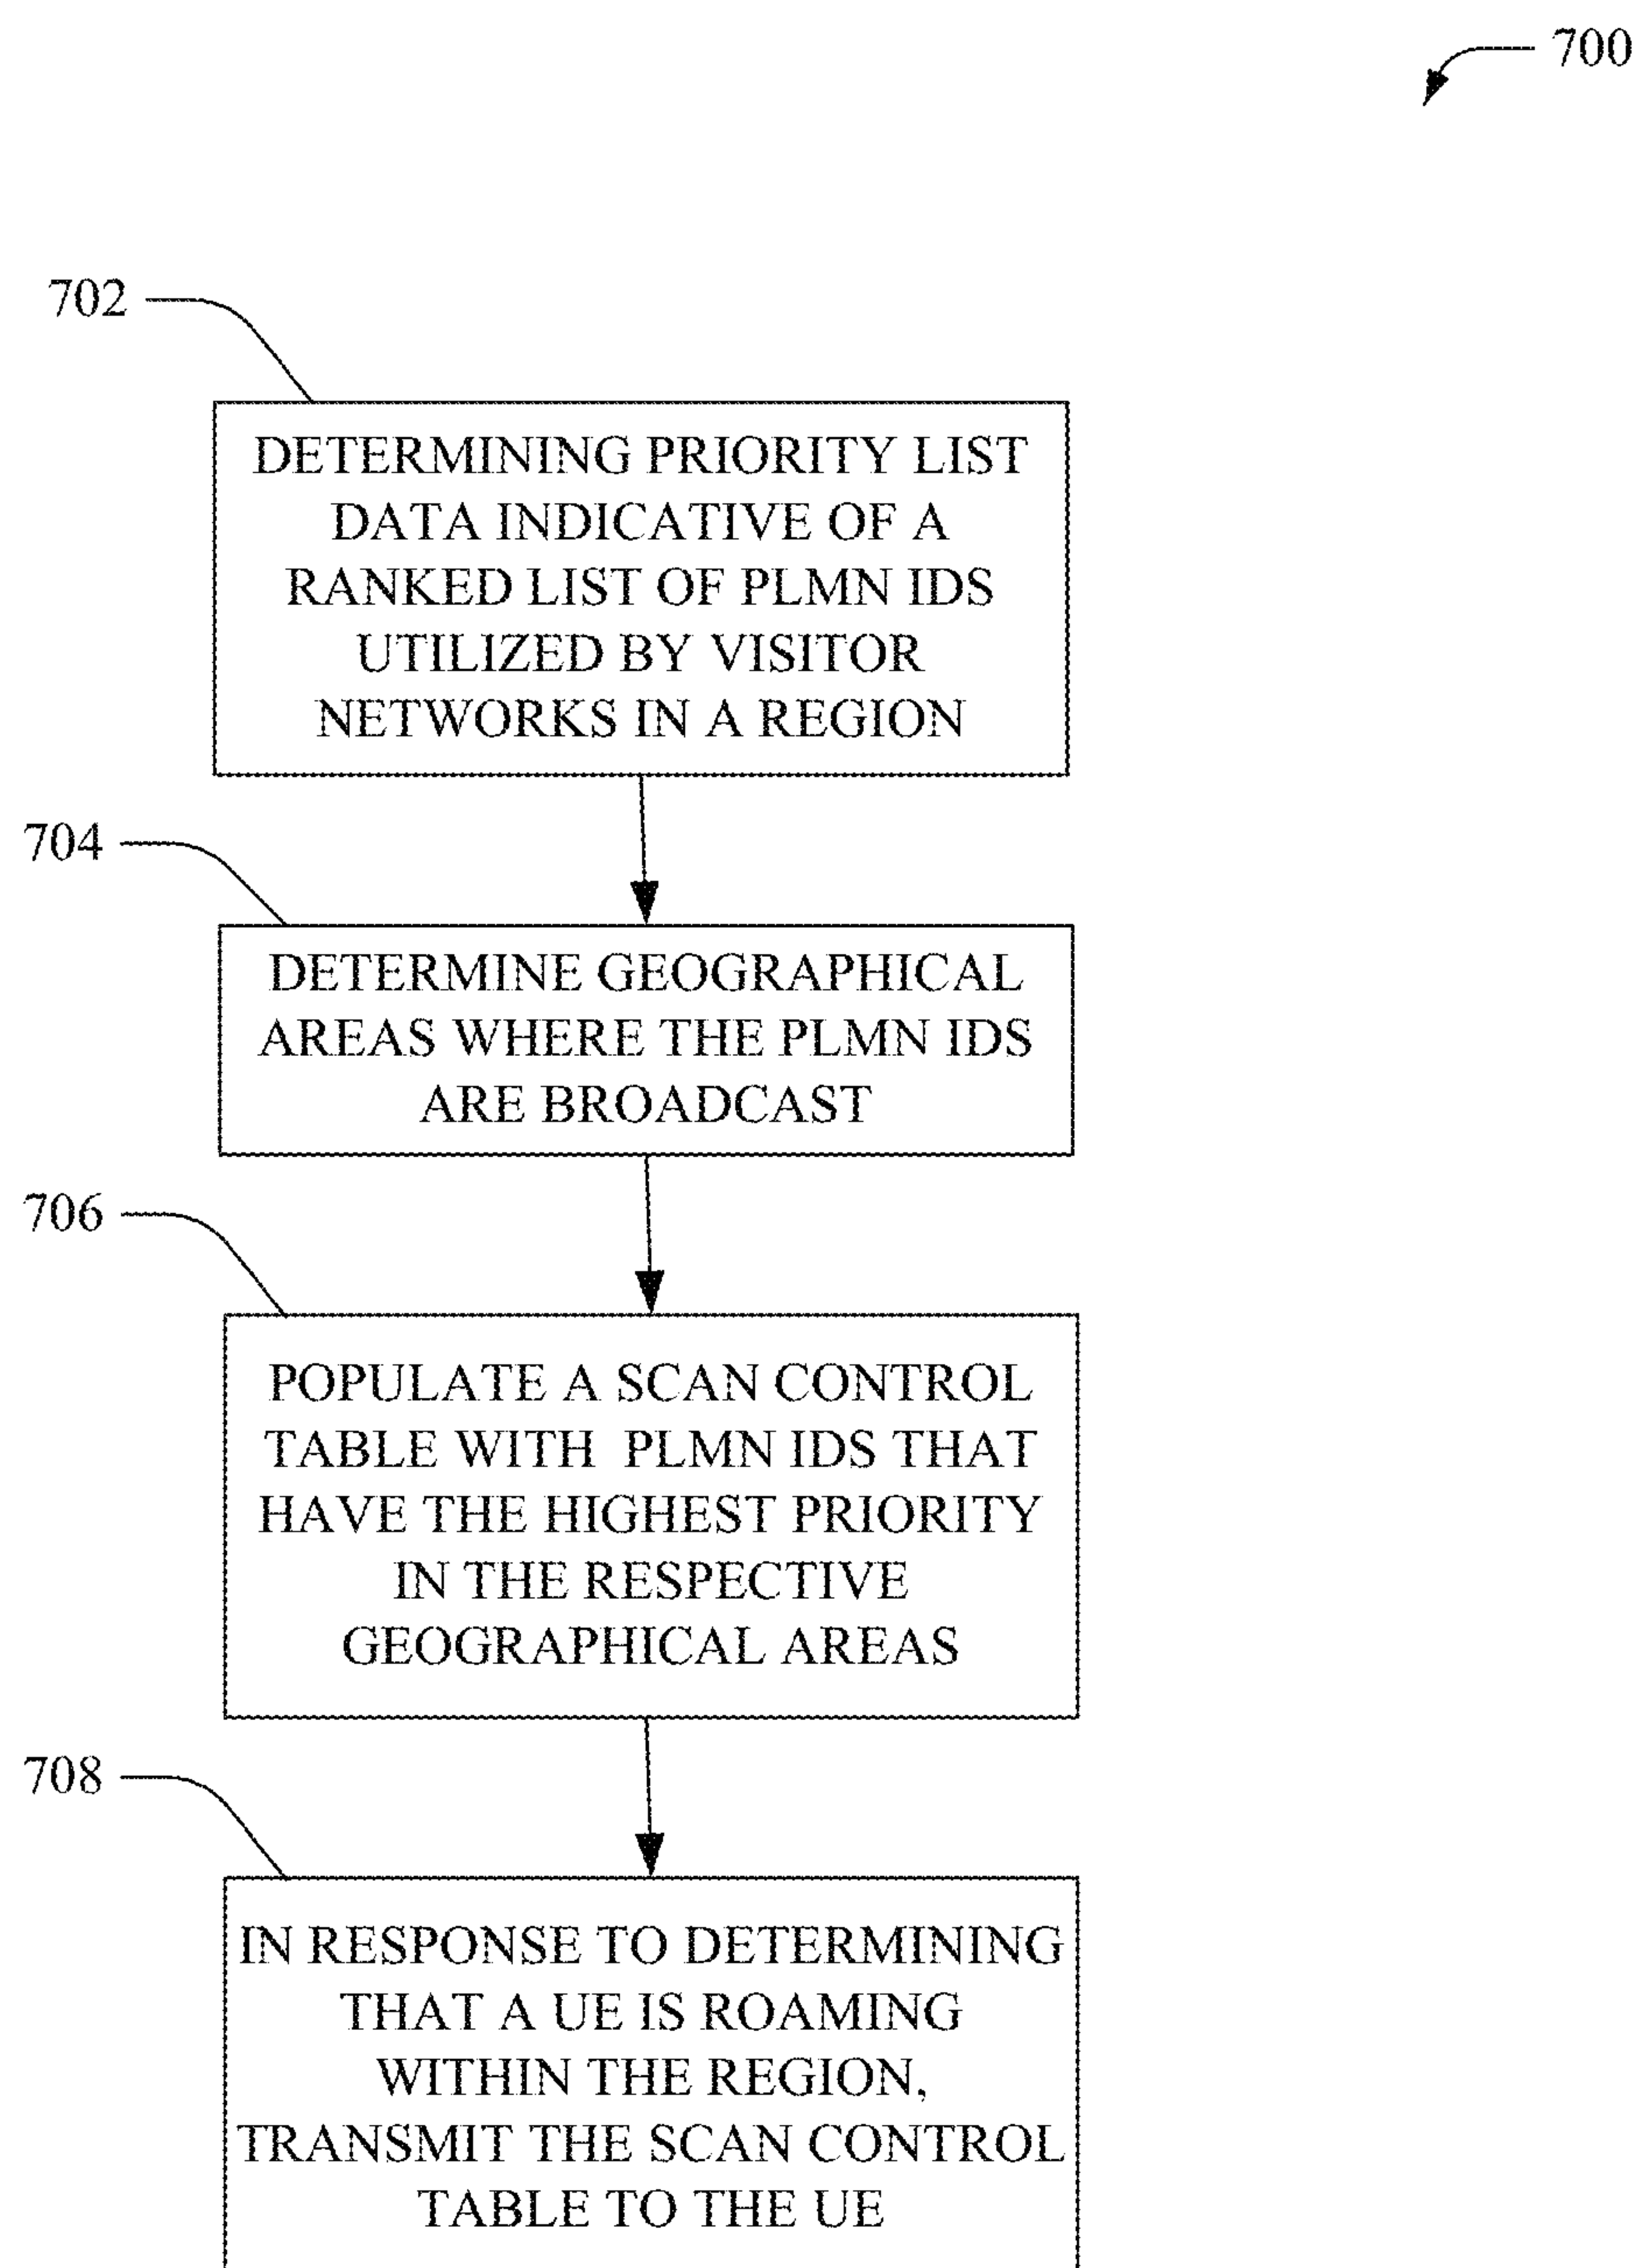 700
702
DETERMINING PRIORITY LIST
DATA INDICATIVE OF A
RANKED LIST OF PLMN IDS
UTILIZED BY VISITOR
NETWORKS IN A REGION
704
DETERMINE GEOGRAPHICAL
AREAS WHERE THE PLMN IDS
ARE BROADCAST
706
POPULATE A SCAN CONTROL
TABLE WITH PLMN IDS THAT
HAVE THE HIGHEST PRIORITY
IN THE RESPECTIVE
GEOGRAPHICAL AREAS
708
IN RESPONSE TO DETERMINING
THAT A UE IS ROAMING
WITHIN THE REGION,
TRANSMIT THE SCAN CONTROL
TABLE TO THE UE